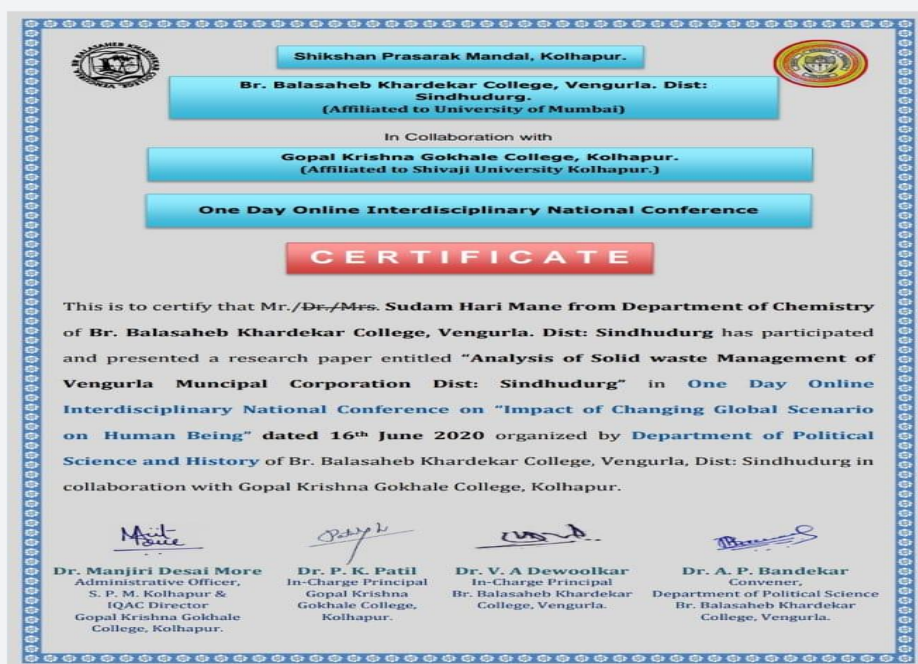 Shikshan Prasarak Mandal, Kolhapur.
Br. Balasaheb Khardekar College, Vengurla. Dist:
Sindhudurg.
(Affiliated to University of Mumbai)
In Collaboration with
Gopal Krishna Gokhale College, Kolhapur.
(Affiliated to Shivaji University Kolhapur.)
One Day Online Interdisciplinary National Conference
CERTIFICATE
This is to certify that Mr./Dr./Mrs. Sudam Hari Mane from Department of Chemistry
of Br. Balasaheb Khardekar College, Vengurla. Dist: Sindhudurg has participated
and presented a research paper entitled “Analysis of Solid waste Management of
Vengurla Muncipal Corporation Dist: Sindhudurg” in One Day Online
Interdisciplinary National Conference on “Impact of Changing Global Scenario
on Human Being” dated 16th June 2020 organized by Department of Political
Science and History of Br. Balasaheb Khardekar College, Vengurla, Dist: Sindhudurg in
collaboration with Gopal Krishna Gokhale College, Kolhapur.
Dr. Manjiri Desai More
Administrative Officer,
S. P. M. Kolhapur &
IQAC Director
Gopal Krishna Gokhale
College, Kolhapur.
Dr. P. K. Patil
In-Charge Principal
Gopal Krishna
Gokhale College,
Kolhapur.
Dr. V. A Dewoolkar
In-Charge Principal
Br. Balasaheb Khardekar
College, Vengurla.
Dr. A. P. Bandekar
Convener,
Department of Political Science
Br. Balasaheb Khardekar
College, Vengurla.